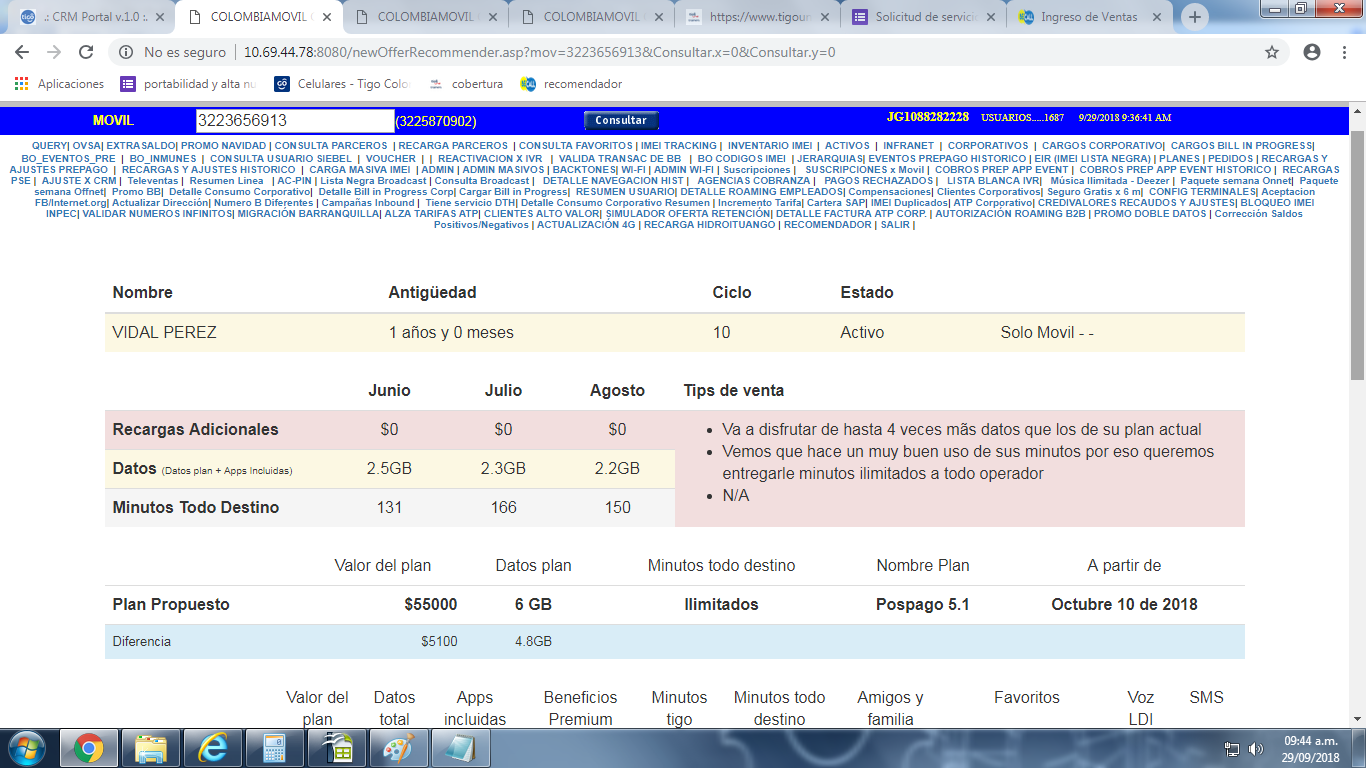 .: CRM Portal v.1.0 :.
COLOMBIAMOVIL
COLOMBIAMOVIL
COLOMBIAMOVIL
https://www.tigour
Solicitud de servicio
Ingreso de Ventas
No es seguro | 10.69.44.78:8080/newOfferRecommender.asp?mov=3223656913&Consultar.x=0&Consultar.y=0
Aplicaciones portabilidad y alta nu Celulares - Tigo Colo cobertura recomendador
MOVIL 3223656913 (3225870902) Consultar JG1088282228 USUARIOS.....1687 9/29/2018 9:36:41 AM
QUERY| OVSA| EXTRASALDO| PROMO NAVIDAD | CONSULTA PARCEROS | RECARGA PARCEROS | CONSULTA FAVORITOS | IMEI TRACKING | INVENTARIO IMEI | ACTIVOS | INFRANET | CORPORATIVOS | CARGOS CORPORATIVO| CARGOS BILL IN PROGRESS|
BO_EVENTOS_PRE | BO_INMUNES | CONSULTA USUARIO SIEBEL | VOUCHER | | REACTIVACION X IVR | VALIDA TRANSAC DE BB | BO CODIGOS IMEI | JERARQUIAS| EVENTOS PREPAGO HISTORICO | EIR (IMEI LISTA NEGRA) | PLANES | PEDIDOS | RECARGAS Y
AJUSTES PREPAGO | RECARGAS Y AJUSTES HISTORICO | CARGA MASIVA IMEI | ADMIN | ADMIN MASIVOS | BACKTONES| WI-FI | ADMIN WI-FI | Suscripciones | SUSCRIPCIONES x Movil | COBROS PREP APP EVENT | COBROS PREP APP EVENT HISTORICO | RECARGAS
PSE | AJUSTE X CRM | Televentas | Resumen Linea | AC-PIN | Lista Negra Broadcast | Consulta Broadcast | DETALLE NAVEGACION HIST | AGENCIAS COBRANZA | PAGOS RECHAZADOS | LISTA BLANCA IVR| Música Ilimitada - Deezer | Paquete semana Onnet| Paquete
semana Offnet| Promo BB| Detalle Consumo Corporativo| Detalle Bill in Progress Corp| Cargar Bill in Progress| RESUMEN USUARIO| DETALLE ROAMING EMPLEADOS| Compensaciones| Clientes Corporativos| Seguro Gratis x 6 m| CONFIG TERMINALES| Aceptacion
FB/Internet.org| Actualizar Dirección| Numero B Diferentes | Campañas Inbound | Tiene servicio DTH| Detalle Consumo Corporativo Resumen | Incremento Tarifa| Cartera SAP| IMEI Duplicados| ATP Corporativo| CREDIVALORES RECAUDOS Y AJUSTES| BLOQUEO IMEI
INPEC| VALIDAR NUMEROS INFINITOS| MIGRACIÓN BARRANQUILLA| ALZA TARIFAS ATP| CLIENTES ALTO VALOR| SIMULADOR OFERTA RETENCIÓN| DETALLE FACTURA ATP CORP. | AUTORIZACIÓN ROAMING B2B | PROMO DOBLE DATOS | Corrección Saldos
Positivos/Negativos | ACTUALIZACIÓN 4G | RECARGA HIDROITUANGO | RECOMENDADOR | SALIR |
Nombre Antigüedad Ciclo Estado
VIDAL PEREZ 1 años y 0 meses 10 Activo Solo Movil - -
Junio Julio Agosto Tips de venta
Recargas Adicionales $0 $0 $0
Datos (Datos plan + Apps Incluidas) 2.5GB 2.3GB 2.2GB
Minutos Todo Destino 131 166 150
• Va a disfrutar de hasta 4 veces mãs datos que los de su plan actual
• Vemos que hace un muy buen uso de sus minutos por eso queremos
entregarle minutos ilimitados a todo operador
• N/A
Valor del plan Datos plan Minutos todo destino Nombre Plan A partir de
Plan Propuesto $55000 6 GB Ilimitados Pospago 5.1 Octubre 10 de 2018
Diferencia $5100 4.8GB
Valor del Datos Apps Beneficios Minutos Minutos todo Amigos y Favoritos Voz SMS
plan total incluidas Premium tigo destino familia LDI
09:44 a.m.
29/09/2018